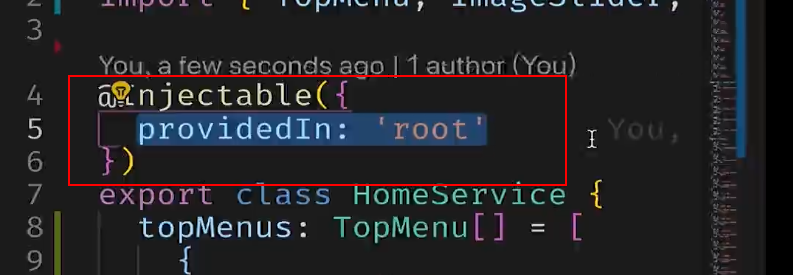 2 import { TopMenu, ImageSlider,
3
You, a few seconds ago | 1 author (You)
4 @Injectable({
5 providedIn: 'root' You,
6 })
7 export class HomeService {
8 topMenus: TopMenu[] = [
9 {